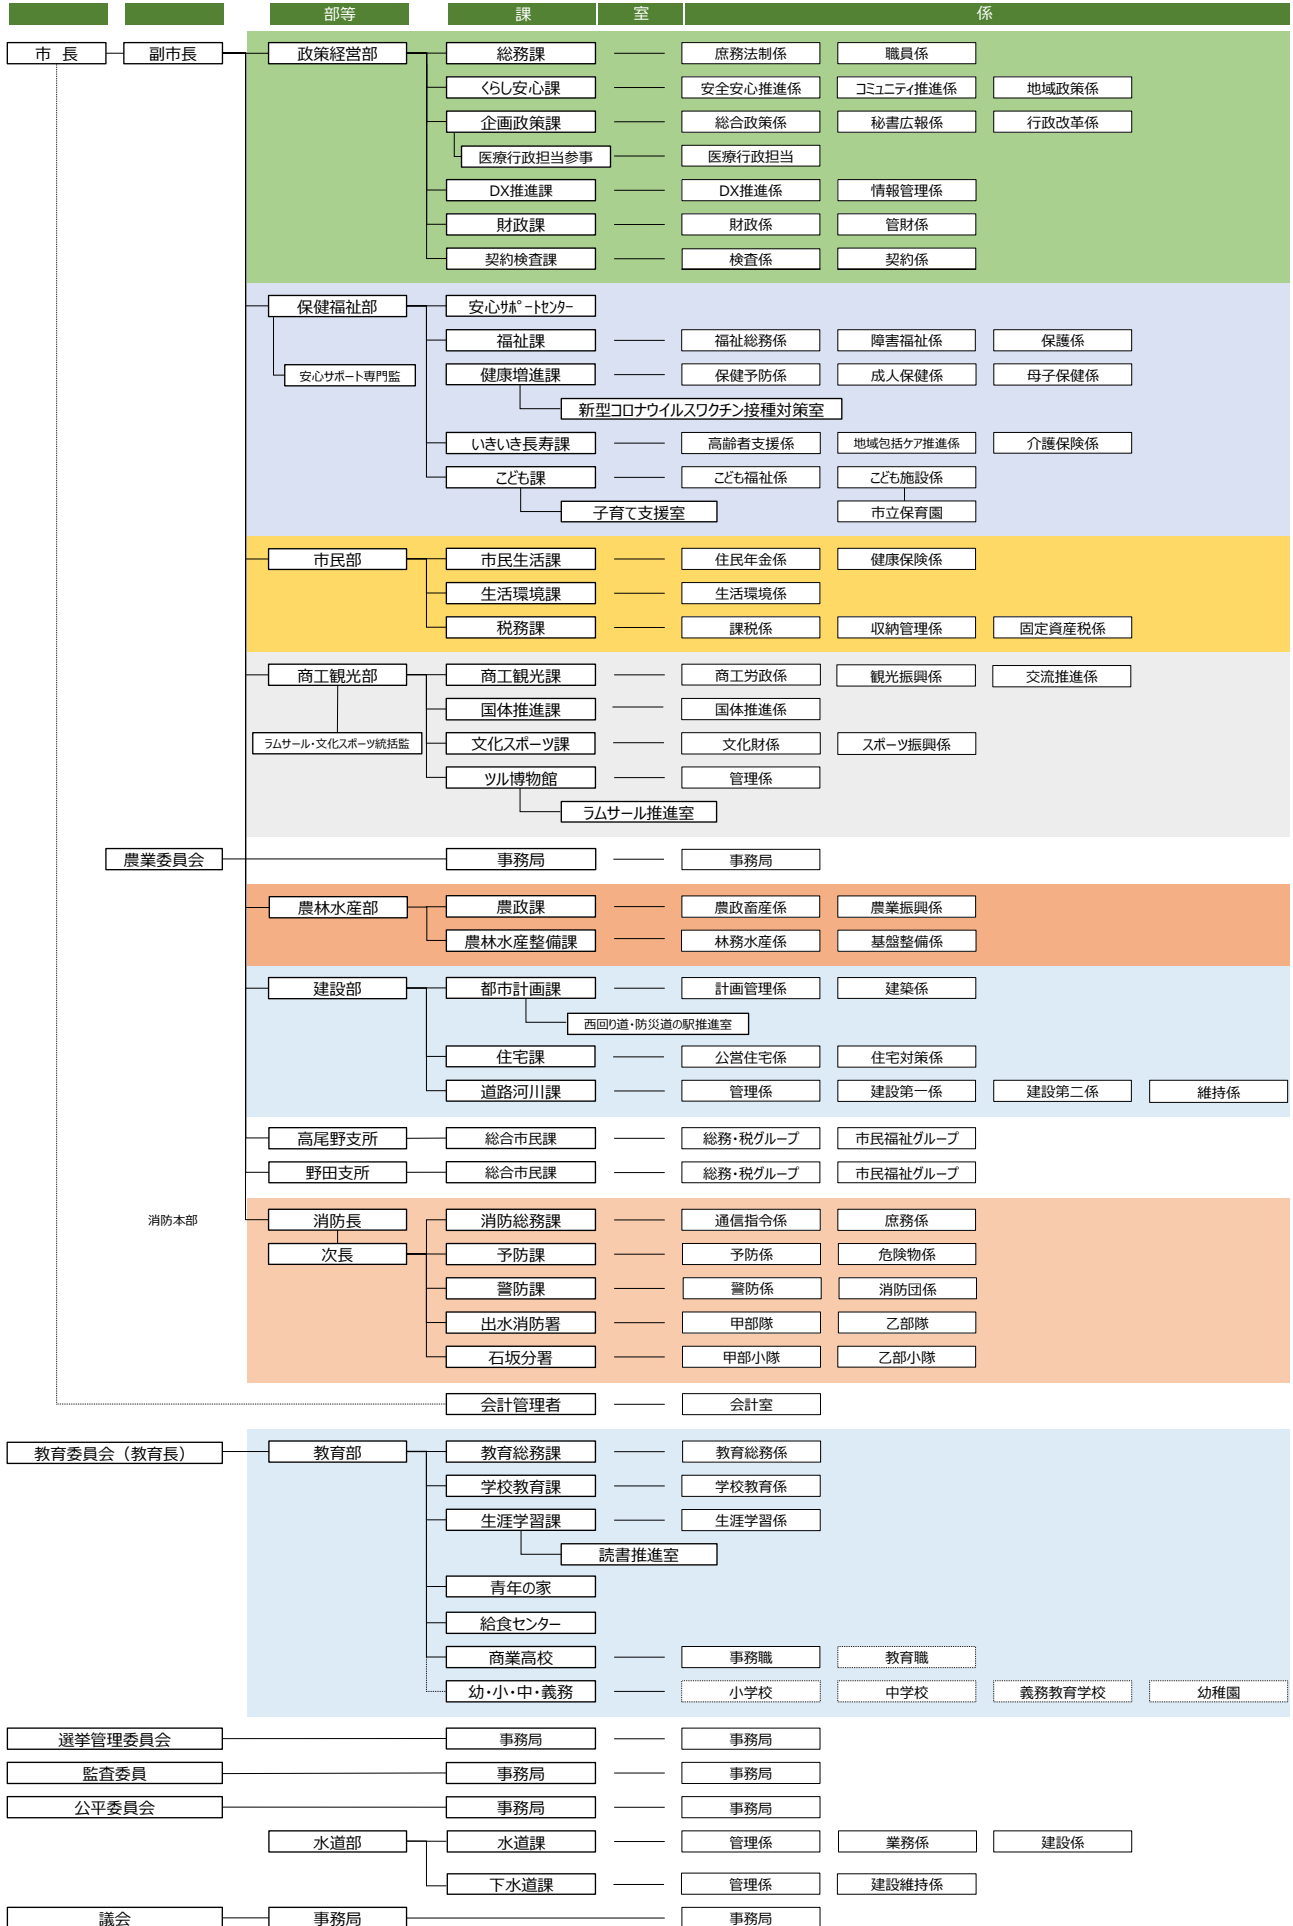 部等 課 室 係
市 長 副市長 政策経営部 総務課 庶務法制係 職員係
くらし安心課 安全安心推進係 コミュニティ推進係 地域政策係
企画政策課 総合政策係 秘書広報係 行政改革係
医療行政担当参事 医療行政担当
DX推進課 DX推進係 情報管理係
財政課 財政係 管財係
契約検査課 検査係 契約係
保健福祉部 安心サポートセンター
福祉課 福祉総務係 障害福祉係 保護係
安心サポート専門監 健康増進課 保健予防係 成人保健係 母子保健係
新型コロナウイルスワクチン接種対策室
いきいき長寿課 高齢者支援係 地域包括ケア推進係 介護保険係
こども課 こども福祉係 こども施設係
子育て支援室 市立保育園
市民部 市民生活課 住民年金係 健康保険係
生活環境課 生活環境係
税務課 課税係 収納管理係 固定資産税係
商工観光部 商工観光課 商工労政係 観光振興係 交流推進係
国体推進課 国体推進係
ラムサール・文化スポーツ統括監 文化スポーツ課 文化財係 スポーツ振興係
ツル博物館 管理係
ラムサール推進室
農業委員会 事務局 事務局
農林水産部 農政課 農政畜産係 農業振興係
農林水産整備課 林務水産係 基盤整備係
建設部 都市計画課 計画管理係 建築係
西回り道・防災道の駅推進室
住宅課 公営住宅係 住宅対策係
道路河川課 管理係 建設第一係 建設第二係 維持係
高尾野支所 総合市民課 総務・税グループ 市民福祉グループ
野田支所 総合市民課 総務・税グループ 市民福祉グループ
消防本部 消防長 消防総務課 通信指令係 庶務係
次長 予防課 予防係 危険物係
警防課 警防係 消防団係
出水消防署 甲部隊 乙部隊
石坂分署 甲部小隊 乙部小隊
会計管理者 会計室
教育委員会（教育長） 教育部 教育総務課 教育総務係
学校教育課 学校教育係
生涯学習課 生涯学習係
読書推進室
青年の家
給食センター
商業高校 事務職 教育職
幼・小・中・義務 小学校 中学校 義務教育学校 幼稚園
選挙管理委員会 事務局 事務局
監査委員 事務局 事務局
公平委員会 事務局 事務局
水道部 水道課 管理係 業務係 建設係
下水道課 管理係 建設維持係
議会 事務局 事務局